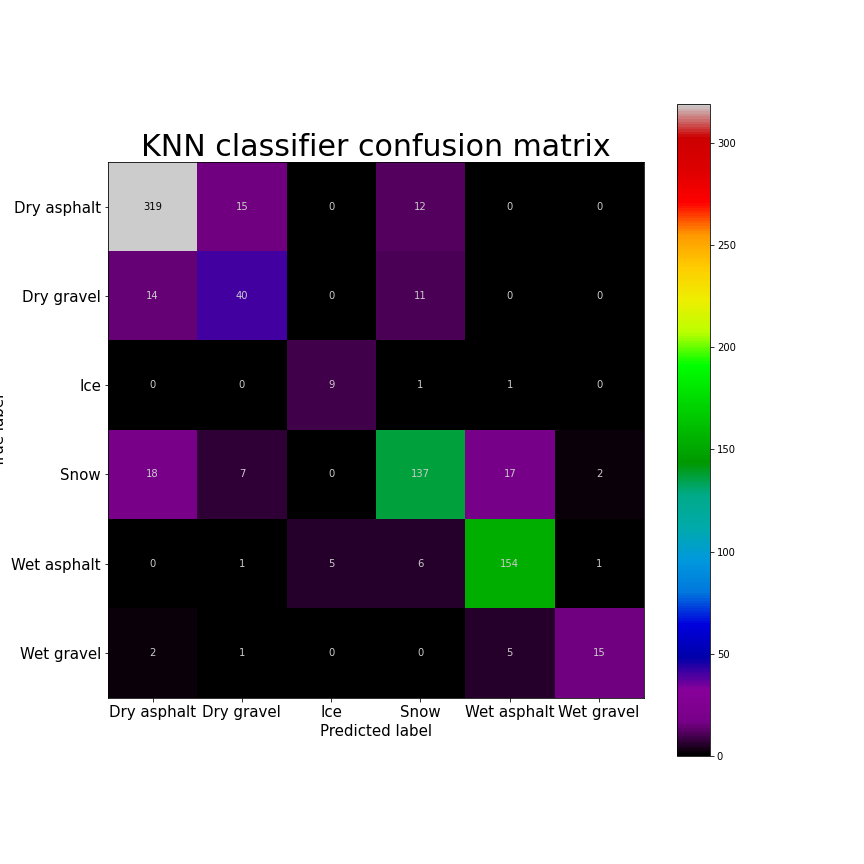 KNN classifier confusion matrix
Dry asphalt 319 15 0 12 0 0
Dry gravel 14 40 0 11 0 0
Ice 0 0 9 1 1 0
Snow 18 7 0 137 17 2
Wet asphalt 0 1 5 6 154 1
Wet gravel 2 1 0 0 5 15
Dry asphalt Dry gravel Ice Snow Wet asphalt Wet gravel
Predicted label
label
300
250
200
150
100
50
0